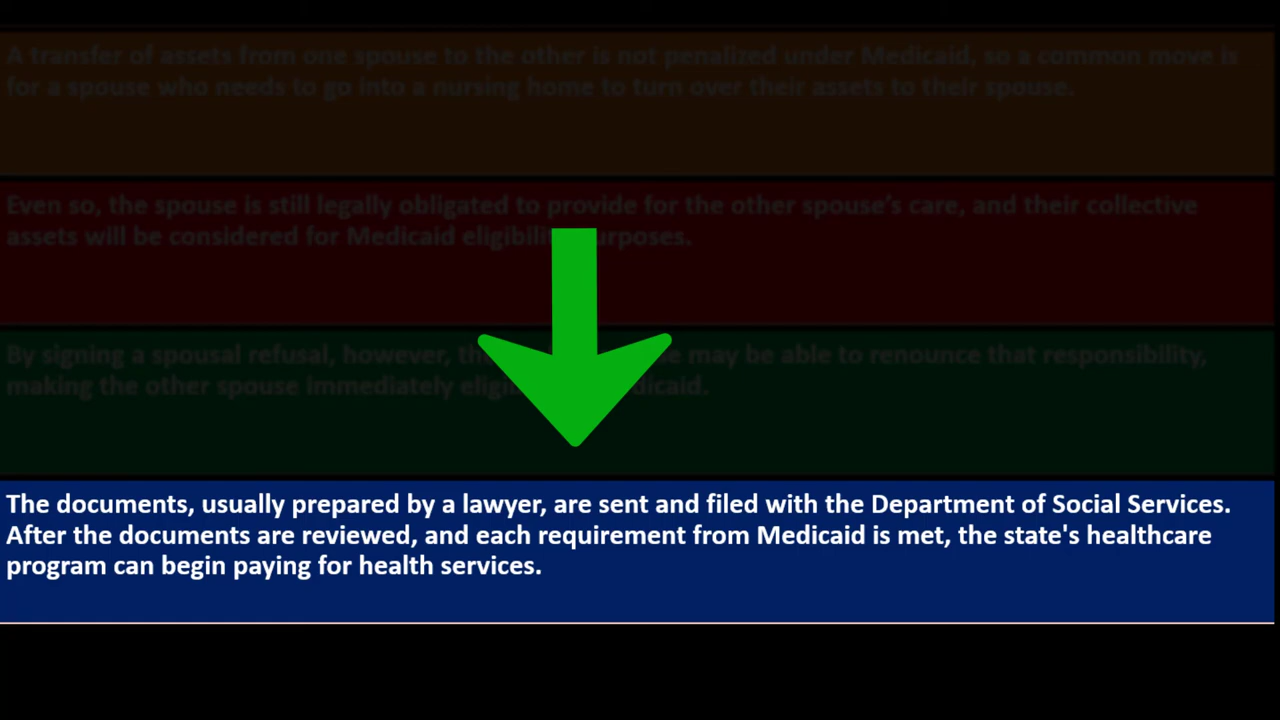 A transfer of assets from one spouse to the other is not penalized under Medicaid, so a common move is
for a spouse who needs to go into a nursing home to turn over their assets to their spouse.
Even so, the spouse is still legally obligated to provide for the other spouse's care, and their collective
assets will be considered for Medicaid eligibility purposes.
By signing a spousal refusal, however, may be able to renounce that responsibility,
making the other spouse immediately
The documents, usually prepared by a lawyer, are sent and filed with the Department of Social Services.
After the documents are reviewed, and each requirement from Medicaid is met, the state's healthcare
program can begin paying for health services.